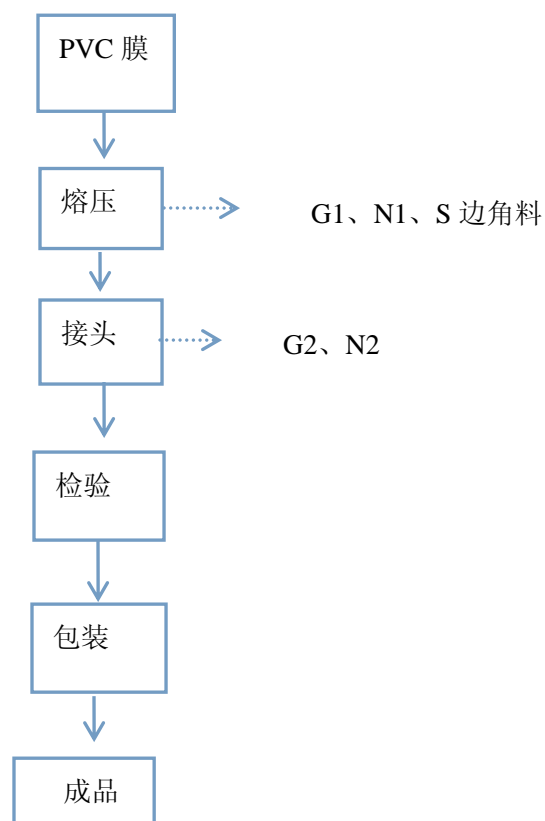 PVC 膜
熔压
G1、N1、S 边角料
接头
G2、N2
检验
包装
成品